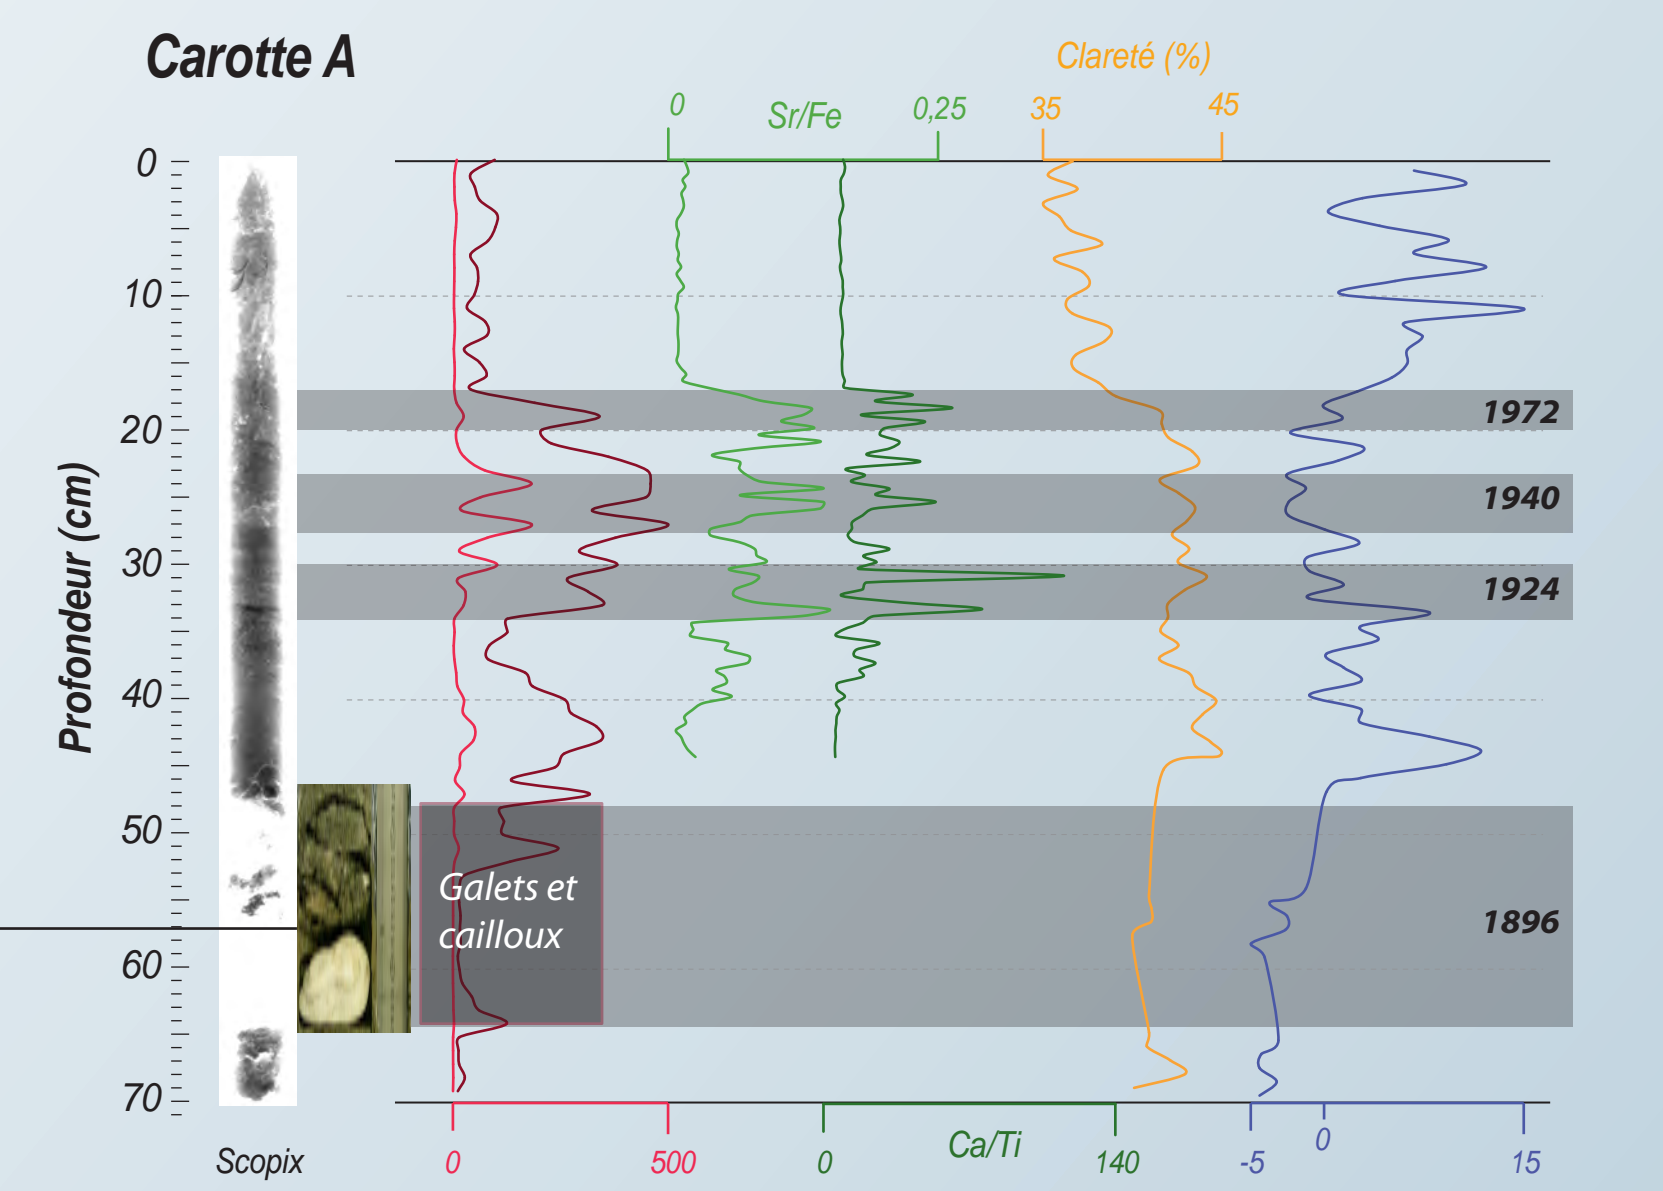 Carotte A
Clareté (%)
0 Sr/Fe 0,25 35 45
0
10
1972
20
1940
30
1924
Profondeur (cm)
40
50
Galets et
cailloux
1896
60
70
Scopix 0 500 0 Ca/Ti 140 -5 0 15